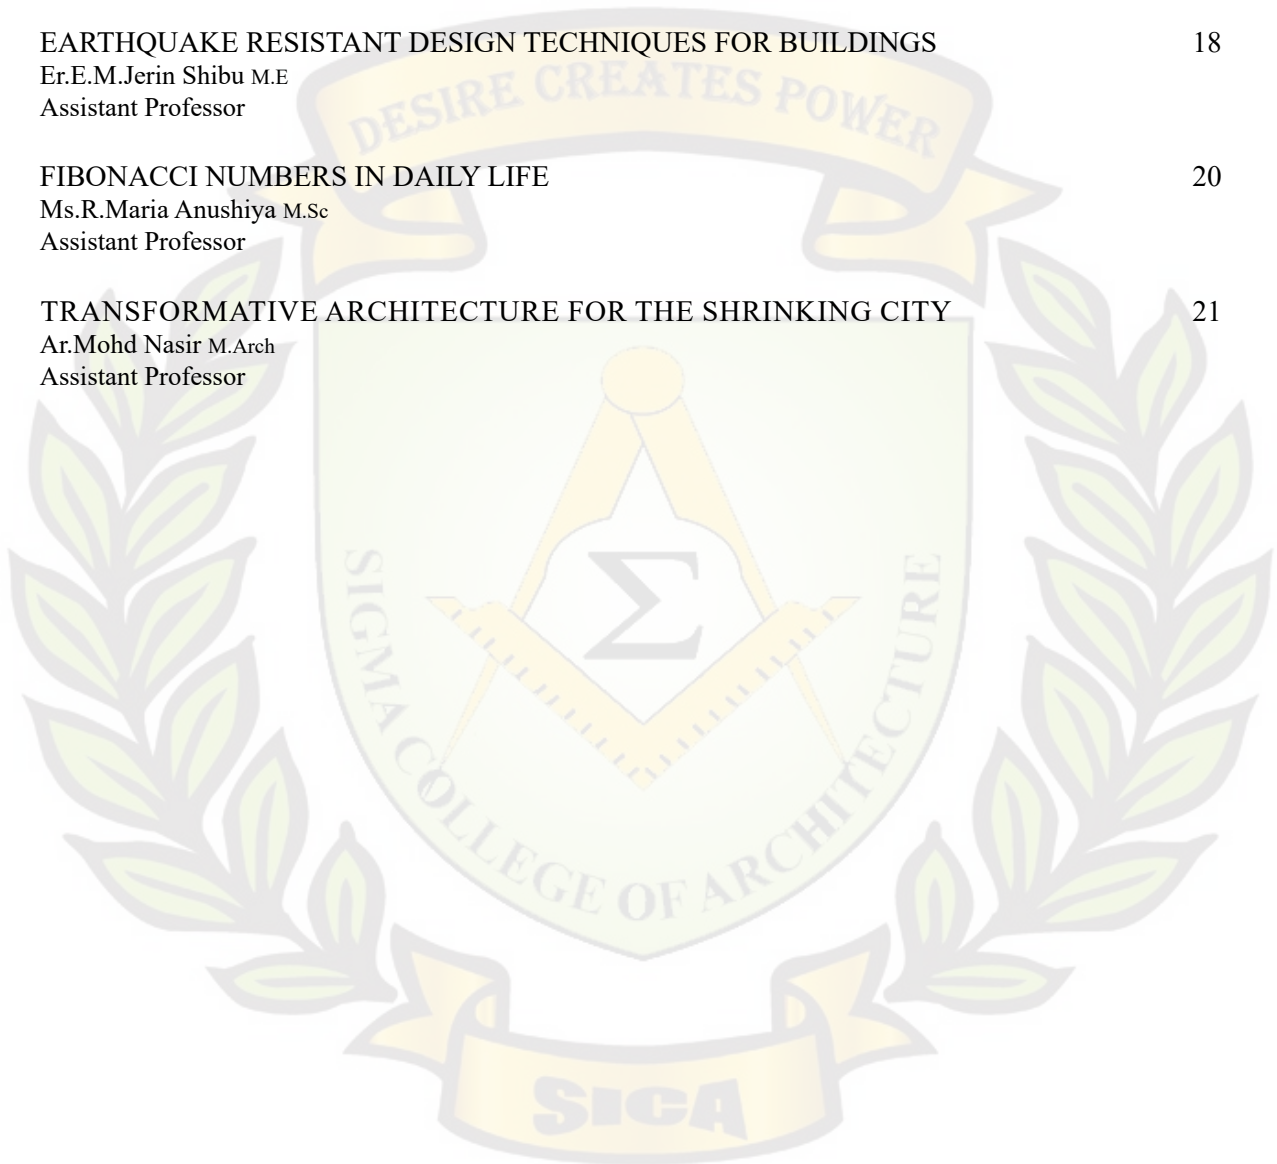 EARTHQUAKE RESISTANT DESIGN TECHNIQUES FOR BUILDINGS 18
Er.E.M.Jerin Shibu M.E
Assistant Professor
DESIRE CREATES POWER
FIBONACCI NUMBERS IN DAILY LIFE 20
Ms.R.Maria Anushiya M.Sc
Assistant Professor
TRANSFORMATIVE ARCHITECTURE FOR THE SHRINKING CITY 21
Ar.Mohd Nasir M.Arch
Assistant Professor
Σ
SIGMA COLLEGE OF ARCHITECTURE
SICA